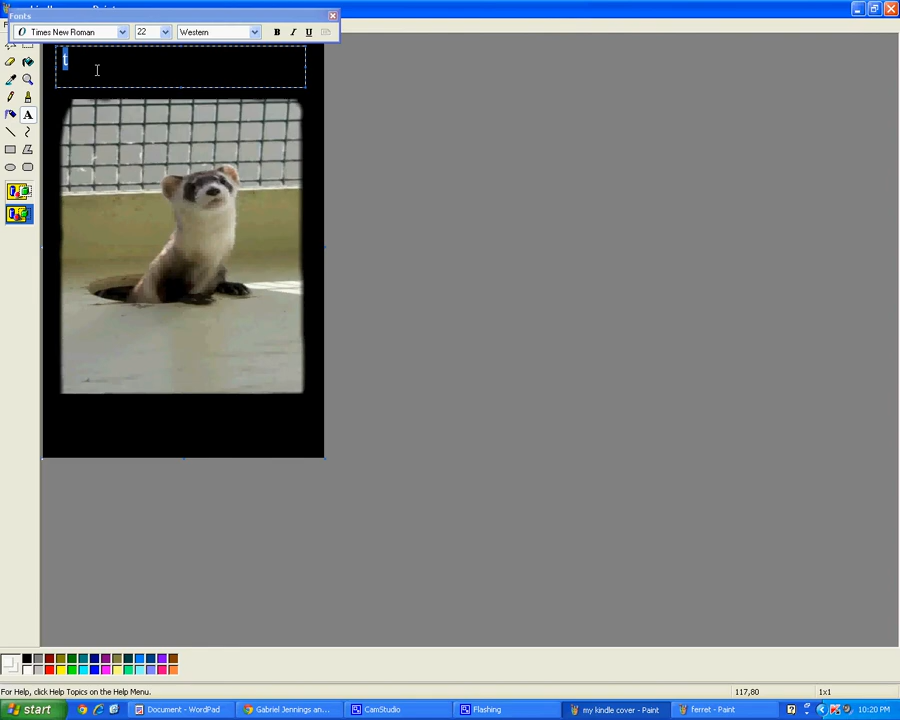 Fonts
Times New Roman 22 Western B I U
t
A
For Help, click Help Topics on the Help Menu. 117,80 1x1
start Document - WordPad Gabriel Jennings an... CamStudio Flashing my kindle cover - Paint Ferret - Paint 10:20 PM